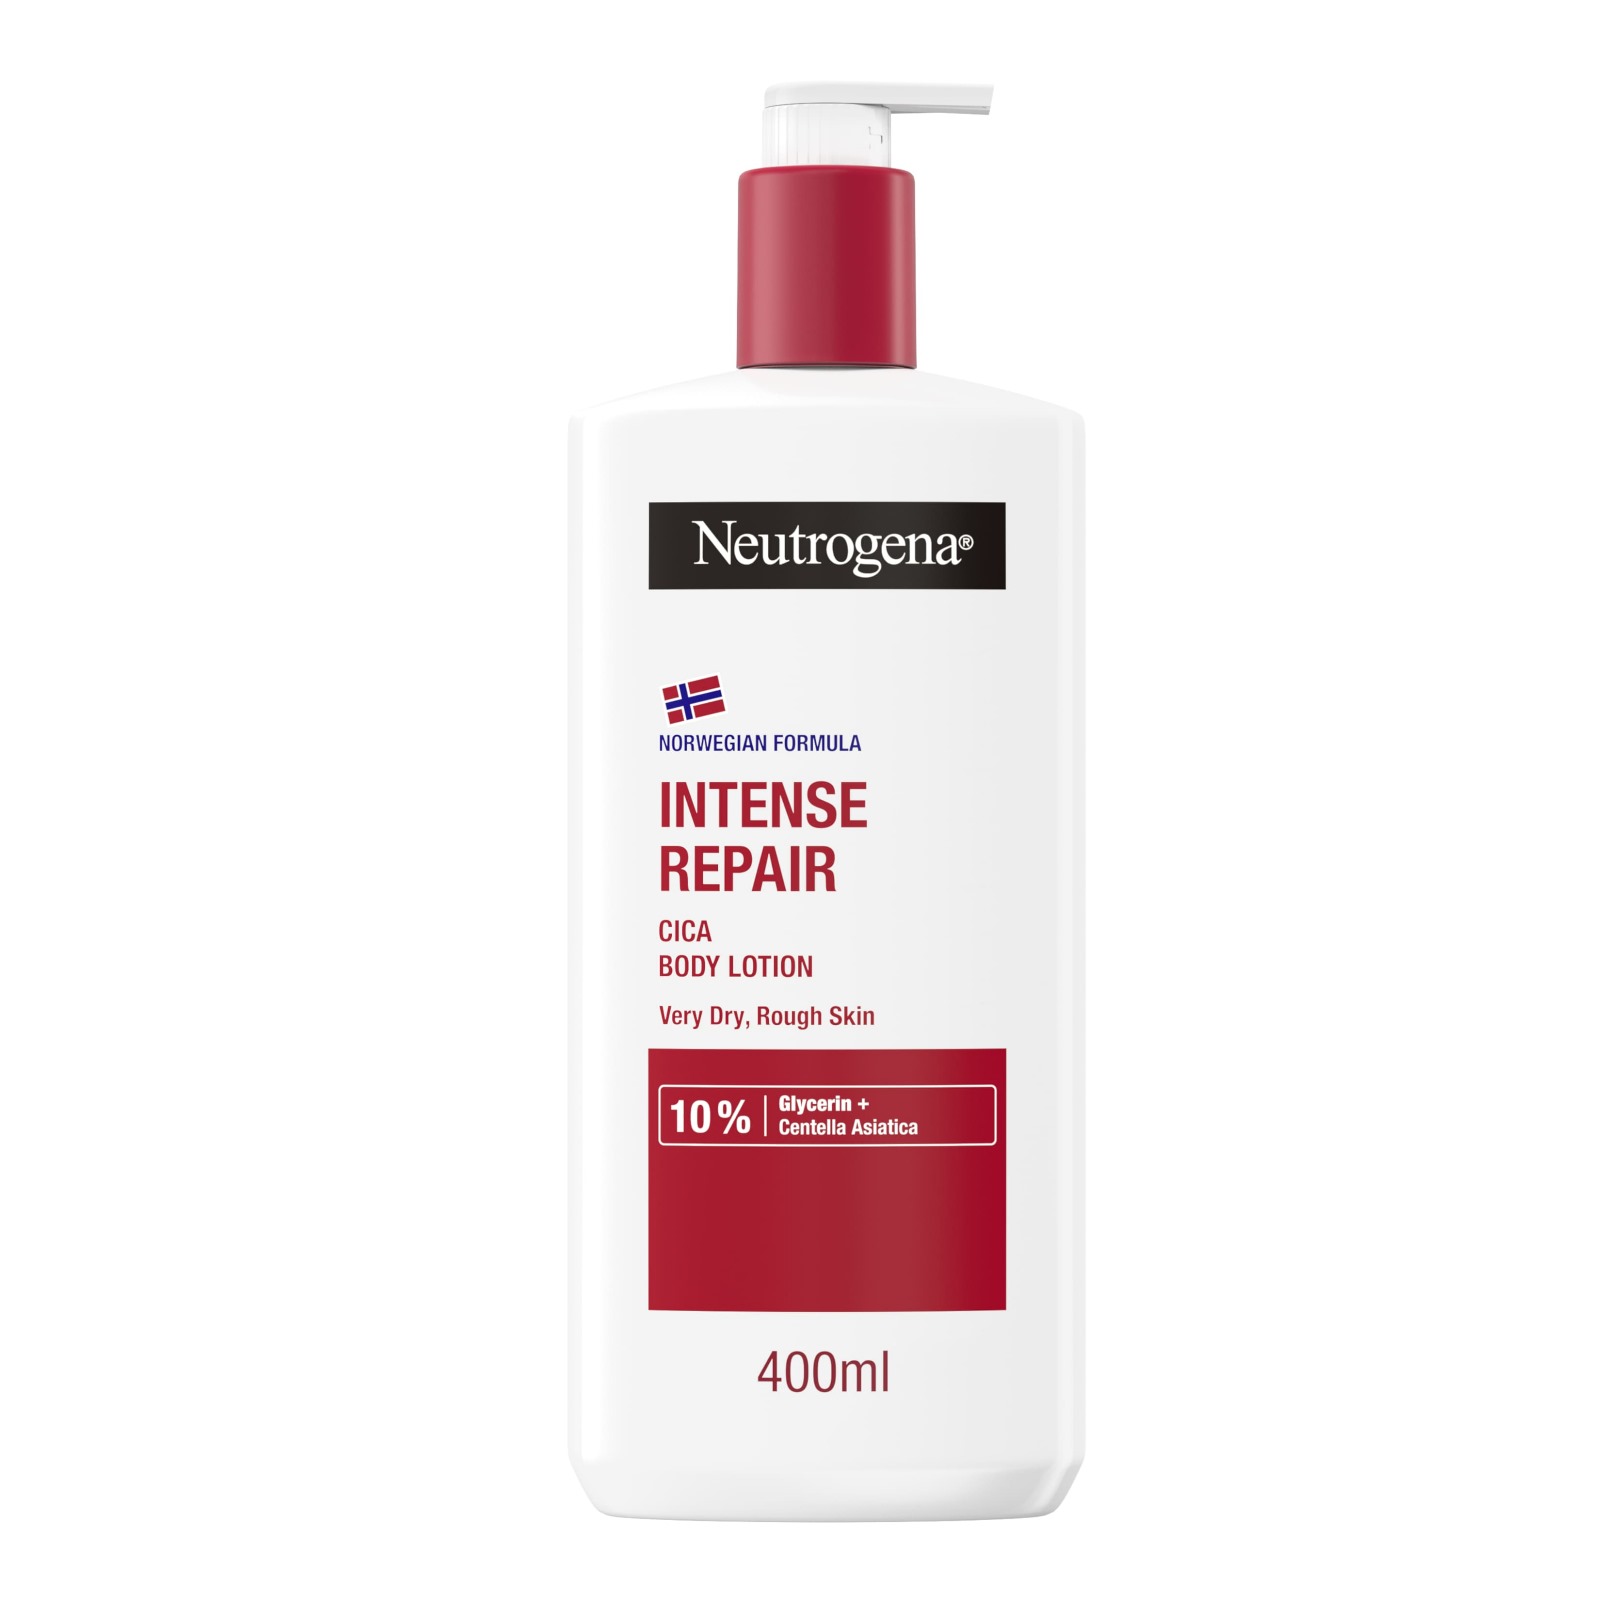 Neutrogena®
NORWEGIAN FORMULA
INTENSE
REPAIR
CICA
BODY LOTION
Very Dry, Rough Skin
10% | Glycerin +
Centella Asiatica
400ml